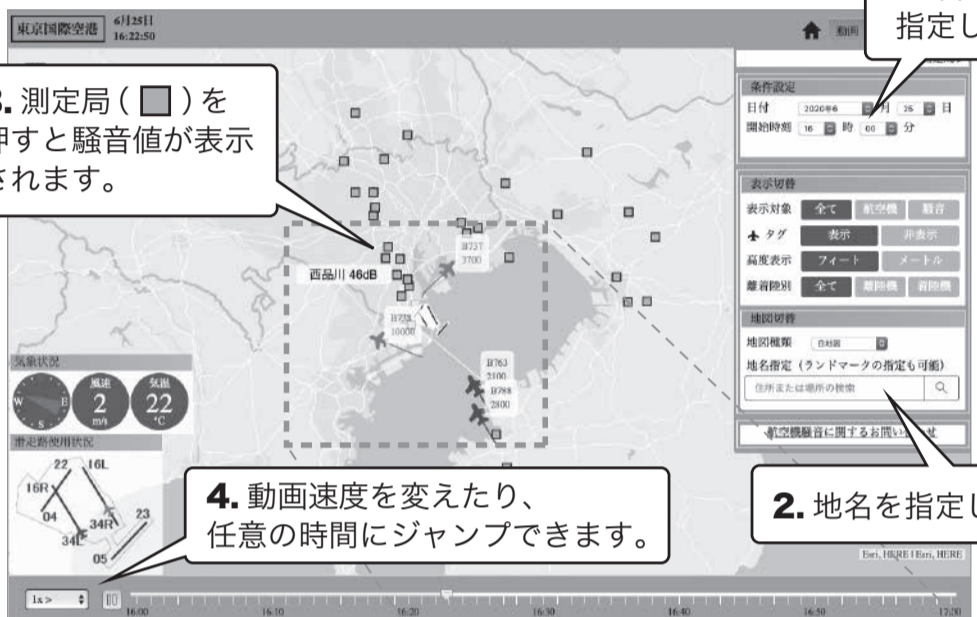 東京国際空港
6月25日
16:22:50
動画
指定し
3. 測定局（ ）を
押すと騒音値が表示
されます。
条件設定
日付 2020年6 月 25 日
開始時刻 16 時 00 分
表示切替
表示対象 全て 航空機 騒音
タグ 表示 非表示
高度表示 フィート メートル
離着陸別 全て 離陸機 着陸機
地図切替
地図種類 白地図
地名指定（ランドマークの指定も可能）
住所または場所の検索
航空機騒音に関するお問い合わせ
2. 地名を指定し
B737
3700
西品川 46dB
10000
B763
2100
B788
2800
気象状況
W E S
風速
2
m/s
気温
22
℃
滑走路使用状況
22 16L
16R
04 34R 23
34L
05
4. 動画速度を変えたり、
任意の時間にジャンプできます。
Esri, HERE | Esri, HERE
1x >
16:00 16:10 16:20 16:30 16:40 16:50 17:00